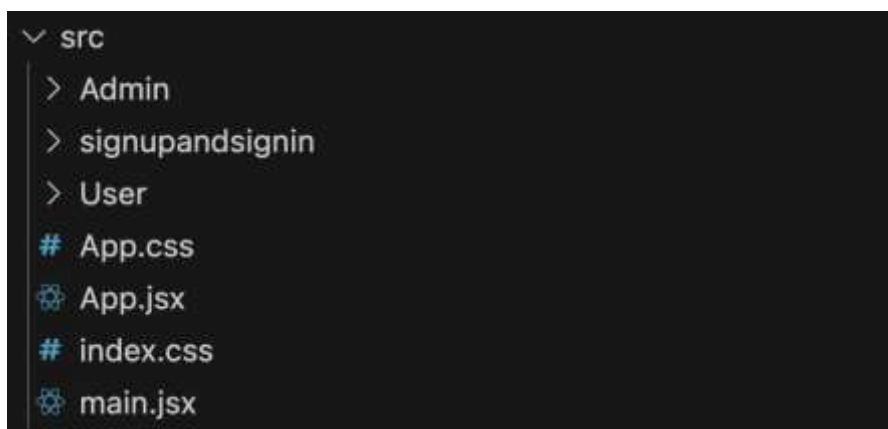 src
Admin
signupandsignin
User
# App.css
App.jsx
# index.css
main.jsx